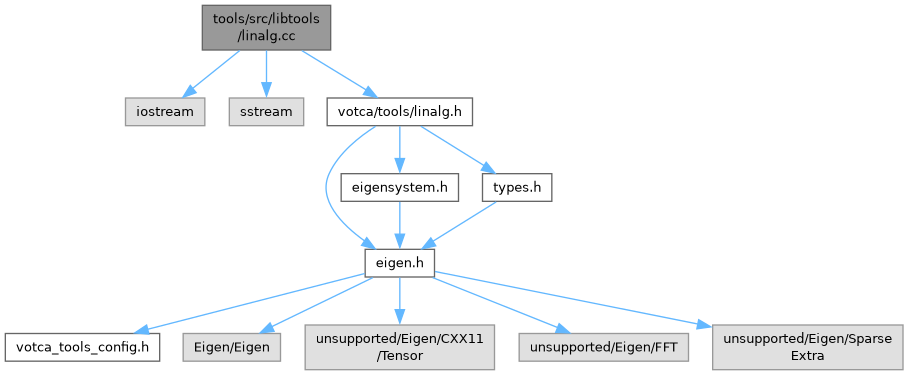 tools/src/libtools
/linalg.cc
iostream
sstream
votca/tools/linalg.h
eigensystem.h
types.h
eigen.h
votca_tools_config.h
Eigen/Eigen
unsupported/Eigen/CXX11
/Tensor
unsupported/Eigen/FFT
unsupported/Eigen/Sparse
Extra